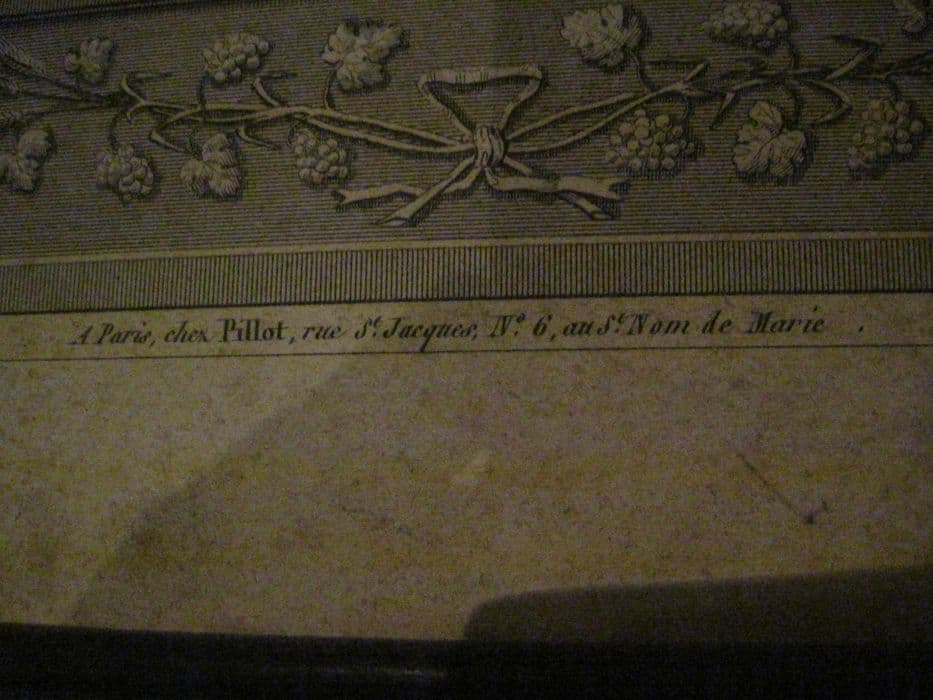 A Paris, chez Pillot, rue St. Jacques, No. 6, au St. Nom de Marie .